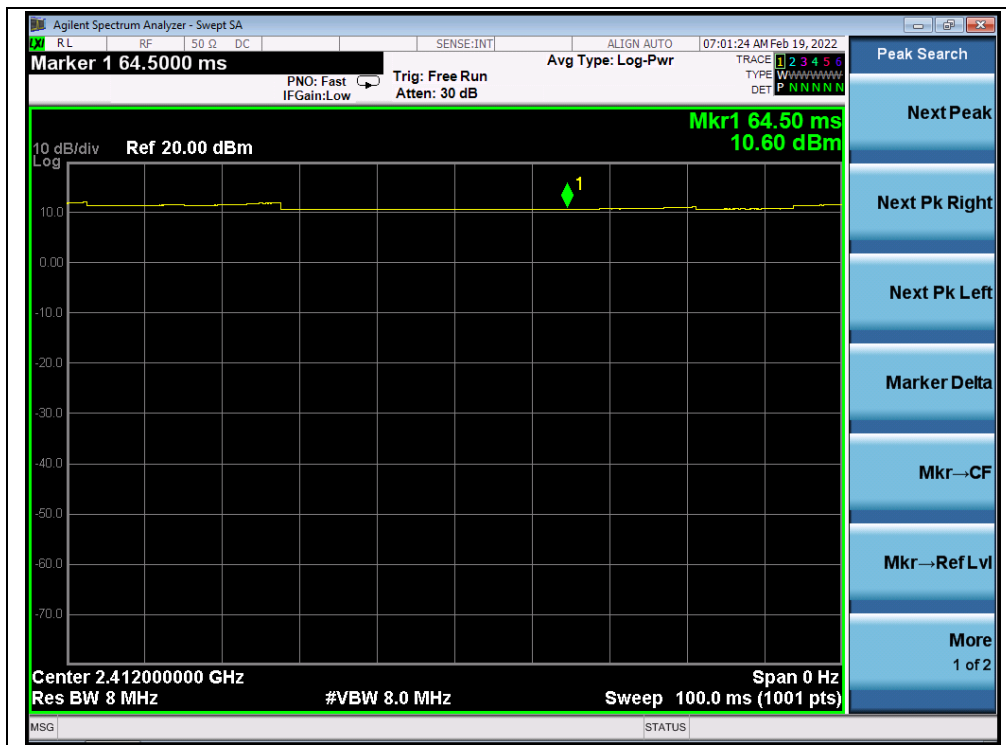 Agilent Spectrum Analyzer - Swept SA
LXI RL RF 50 Ω DC SENSE:INT ALIGN AUTO 07:01:24 AM Feb 19, 2022
Marker 1 64.5000 ms
PNO: Fast
IFGain:Low
Trig: Free Run
Atten: 30 dB
Avg Type: Log-Pwr
TRACE 1 2 3 4 5 6
TYPE WWWWWW
DET P N N N N N
Mkr1 64.50 ms
10.60 dBm
10 dB/div Ref 20.00 dBm
Log
1
10.0
0.00
-10.0
-20.0
-30.0
-40.0
-50.0
-60.0
-70.0
Center 2.412000000 GHz Span 0 Hz
Res BW 8 MHz #VBW 8.0 MHz Sweep 100.0 ms (1001 pts)
MSG STATUS
Peak Search
Next Peak
Next Pk Right
Next Pk Left
Marker Delta
Mkr→CF
Mkr→Ref Lvl
More
1 of 2